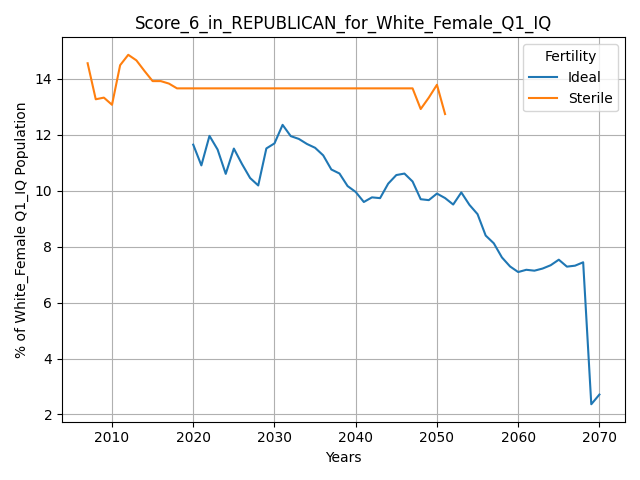 Score_6_in_REPUBLICAN_for_White_Female_Q1_IQ
% of White_Female Q1_IQ Population
14
12
10
8
6
4
2
Fertility
Ideal
Sterile
2010 2020 2030 2040 2050 2060 2070
Years